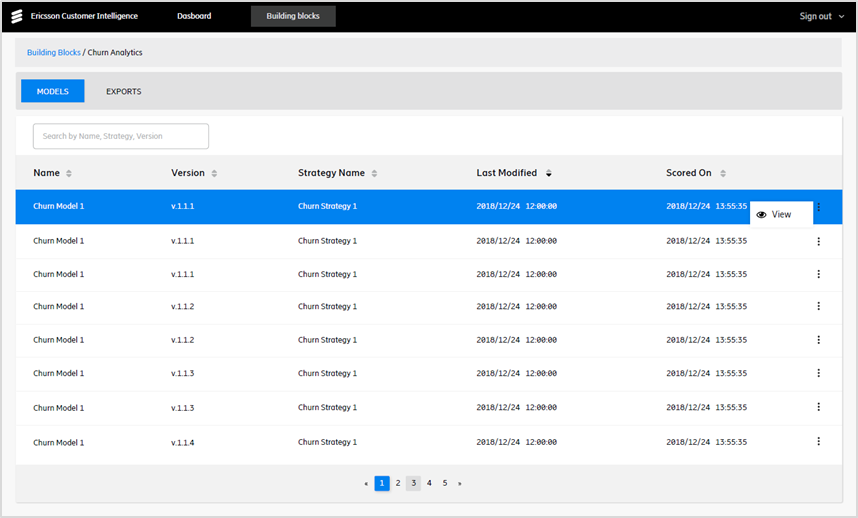 Ericsson Customer Intelligence Dasboard Building blocks Sign out
Building Blocks / Churn Analytics
MODELS EXPORTS
Search by Name, Strategy, Version
Name Version Strategy Name Last Modified Scored On
Churn Model 1 v.1.1.1 Churn Strategy 1 2018/12/24 12:00:00 2018/12/24 13:55:35
View
Churn Model 1 v.1.1.1 Churn Strategy 1 2018/12/24 12:00:00 2018/12/24 13:55:35
Churn Model 1 v.1.1.1 Churn Strategy 1 2018/12/24 12:00:00 2018/12/24 13:55:35
Churn Model 1 v.1.1.2 Churn Strategy 1 2018/12/24 12:00:00 2018/12/24 13:55:35
Churn Model 1 v.1.1.2 Churn Strategy 1 2018/12/24 12:00:00 2018/12/24 13:55:35
Churn Model 1 v.1.1.3 Churn Strategy 1 2018/12/24 12:00:00 2018/12/24 13:55:35
Churn Model 1 v.1.1.3 Churn Strategy 1 2018/12/24 12:00:00 2018/12/24 13:55:35
Churn Model 1 v.1.1.4 Churn Strategy 1 2018/12/24 12:00:00 2018/12/24 13:55:35
« 1 2 3 4 5 »